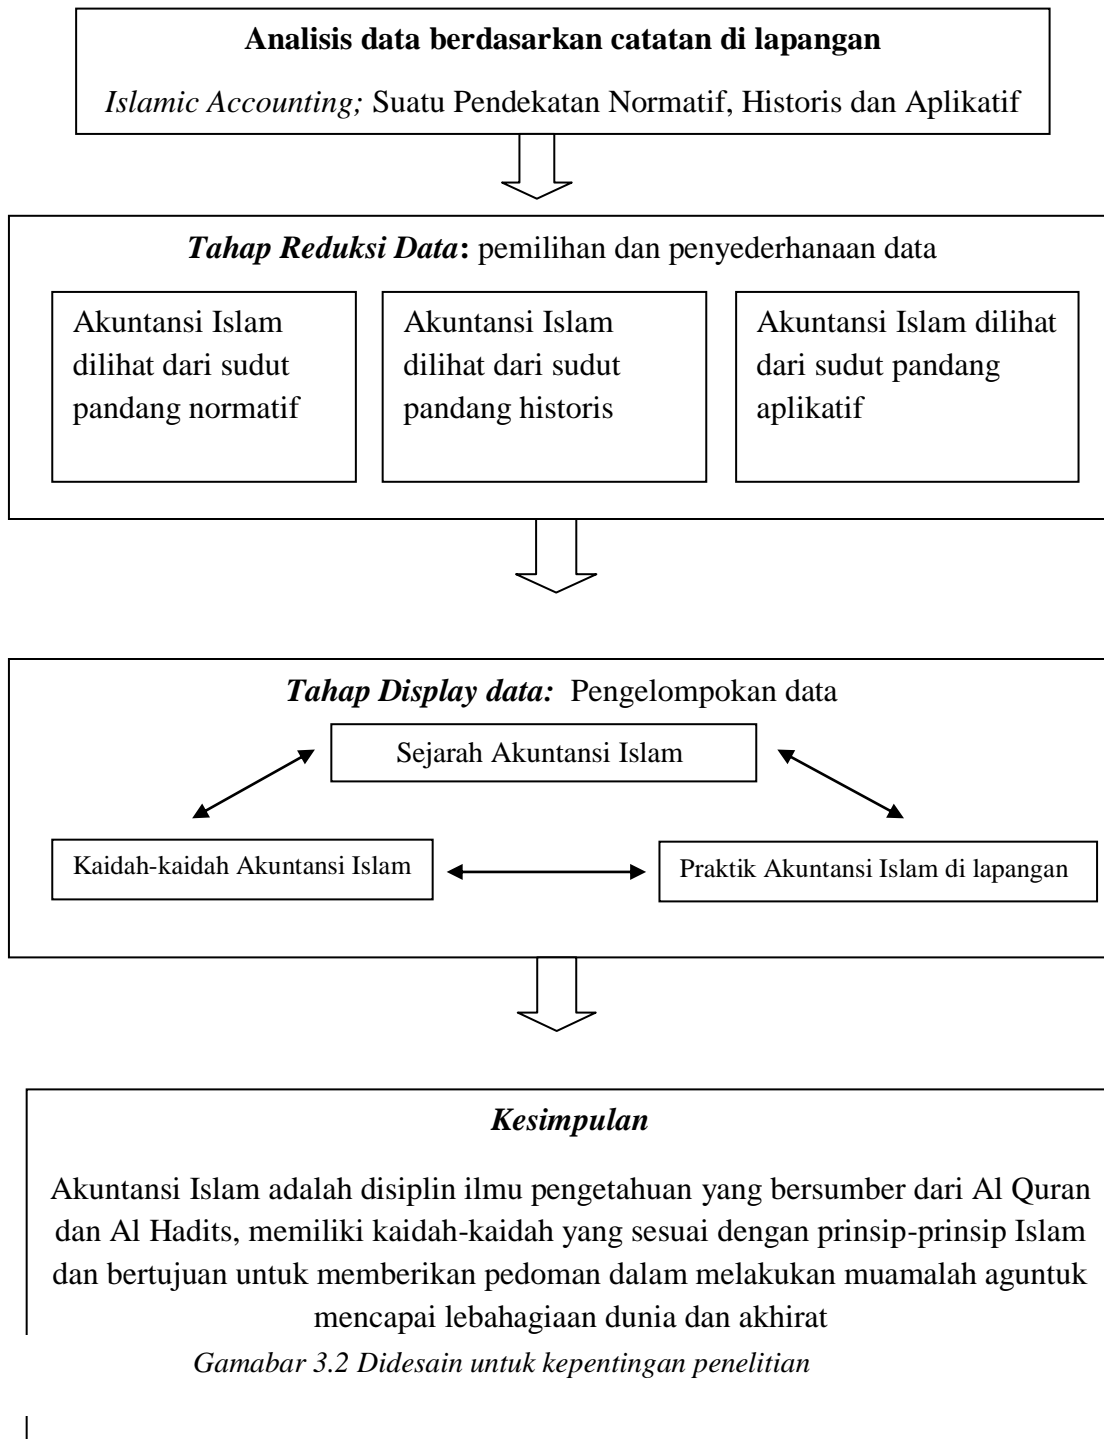 Analisis data berdasarkan catatan di lapangan
Islamic Accounting; Suatu Pendekatan Normatif, Historis dan Aplikatif
Tahap Reduksi Data: pemilihan dan penyederhanaan data
Akuntansi Islam
dilihat dari sudut
pandang normatif
Akuntansi Islam
dilihat dari sudut
pandang historis
Akuntansi Islam dilihat
dari sudut pandang
aplikatif
Tahap Display data: Pengelompokan data
Sejarah Akuntansi Islam
Kaidah-kaidah Akuntansi Islam
Praktik Akuntansi Islam di lapangan
Kesimpulan
Akuntansi Islam adalah disiplin ilmu pengetahuan yang bersumber dari Al Quran
dan Al Hadits, memiliki kaidah-kaidah yang sesuai dengan prinsip-prinsip Islam
dan bertujuan untuk memberikan pedoman dalam melakukan muamalah aguntuk
mencapai lebahagiaan dunia dan akhirat
Gamabar 3.2 Didesain untuk kepentingan penelitian